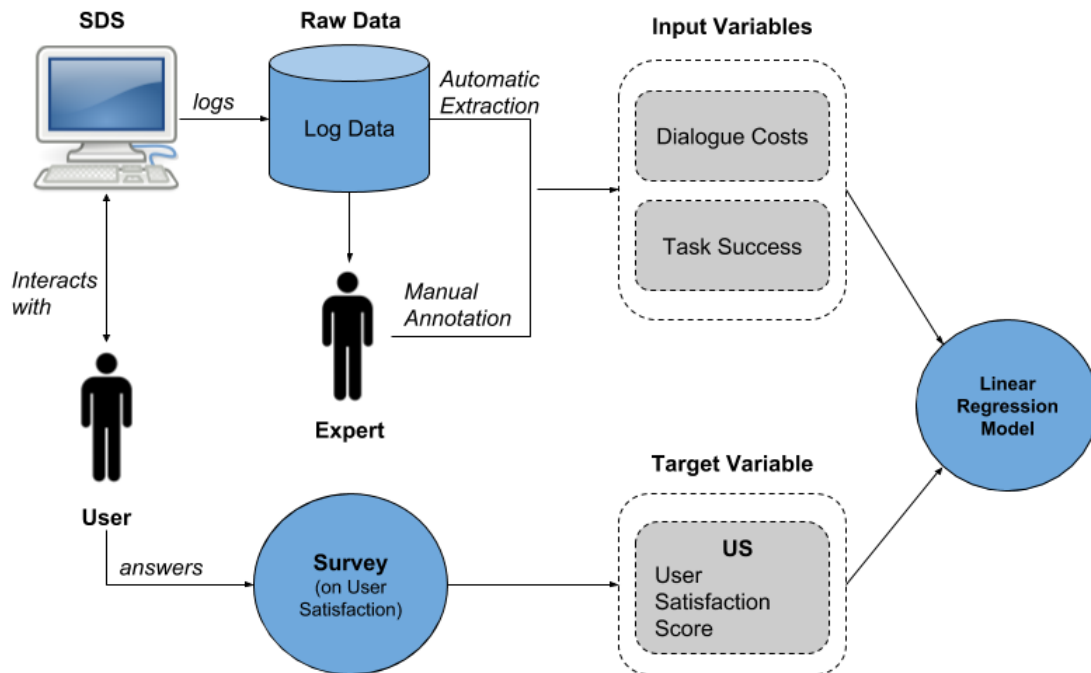 SDS
Raw Data
Input Variables
logs
Log Data
Automatic
Extraction
Dialogue Costs
Task Success
Interacts
with
Manual
Annotation
Expert
User
answers
Survey
(on User
Satisfaction)
Target Variable
US
User
Satisfaction
Score
Linear
Regression
Model